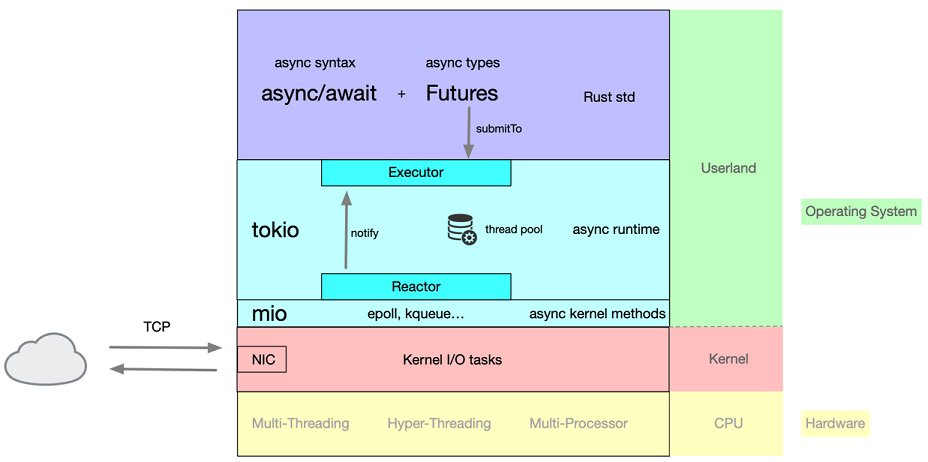 async syntax
async types
async/await + Futures
Rust std
submitTo
Executor
Userland
Operating System
tokio
notify
thread pool
async runtime
Reactor
mio
epoll, kqueue…
async kernel methods
TCP
NIC
Kernel I/O tasks
Kernel
Multi-Threading
Hyper-Threading
Multi-Processor
CPU
Hardware